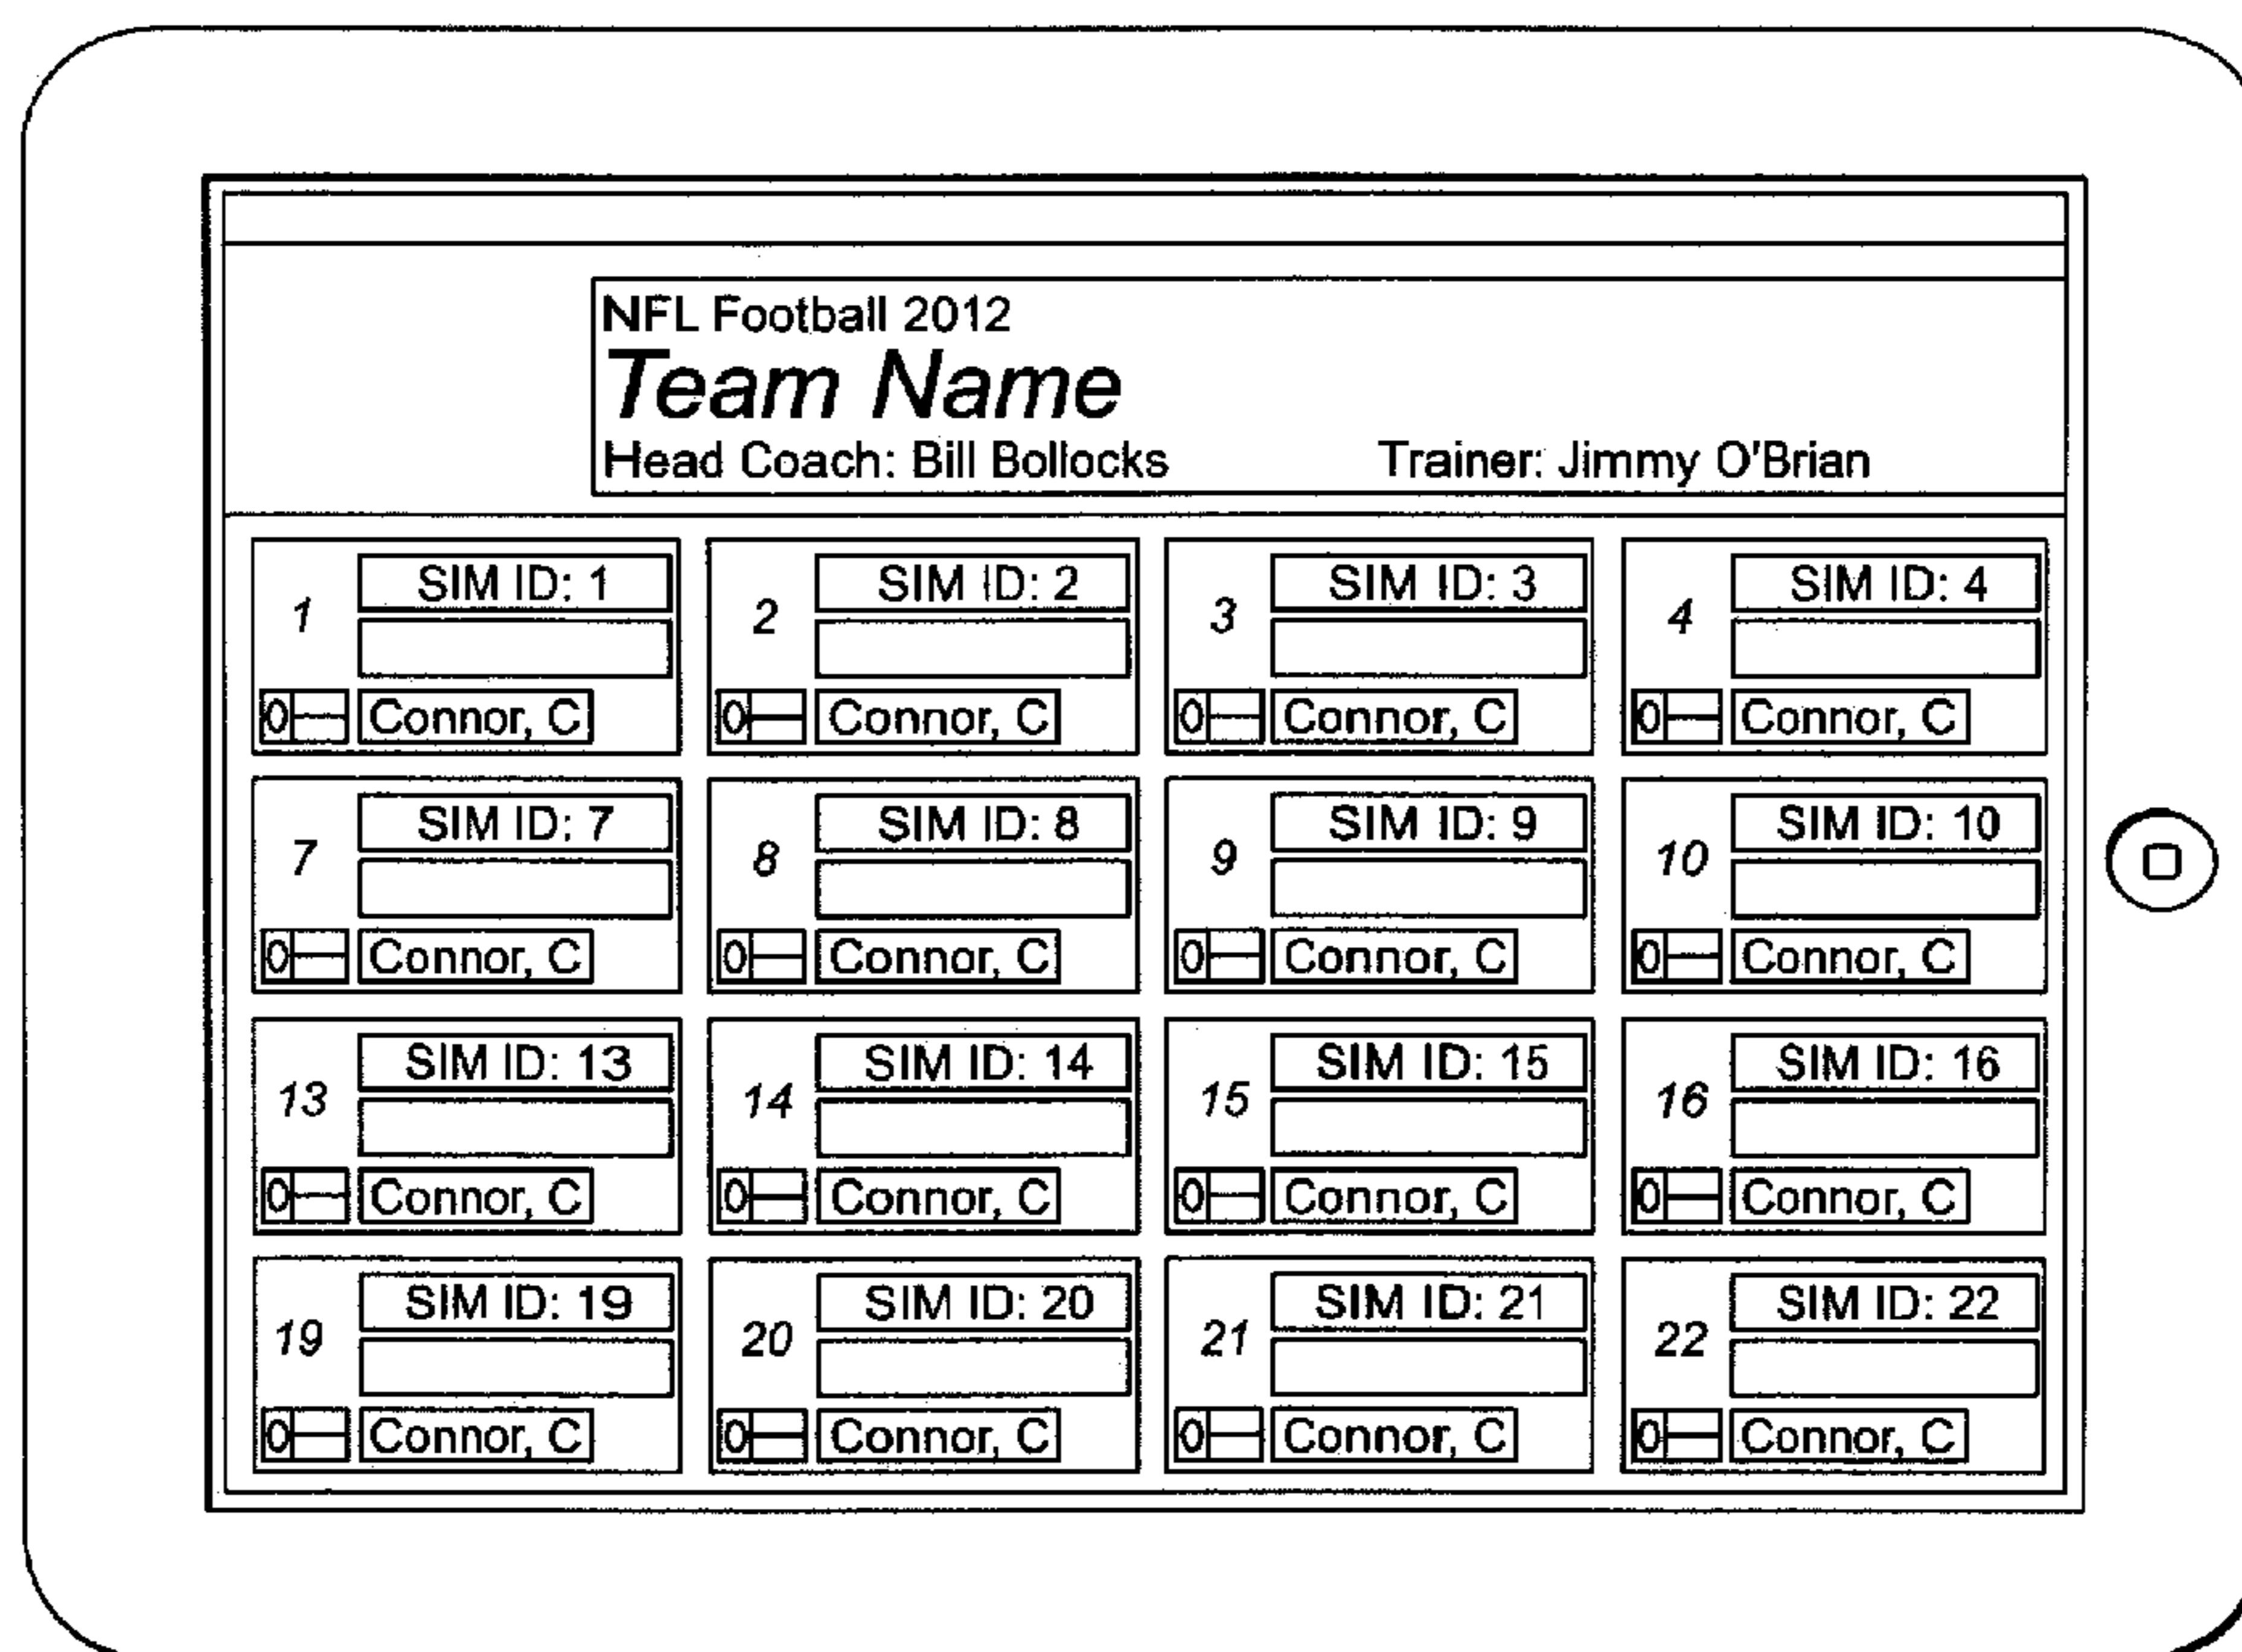 NFL Football 2012
Team Name
Head Coach: Bill Bollocks Trainer: Jimmy O'Brian
1 SIM ID: 1
0 Connor, C
2 SIM ID: 2
0 Connor, C
3 SIM ID: 3
0 Connor, C
4 SIM ID: 4
0 Connor, C
7 SIM ID: 7
0 Connor, C
8 SIM ID: 8
0 Connor, C
9 SIM ID: 9
0 Connor, C
10 SIM ID: 10
0 Connor, C
13 SIM ID: 13
0 Connor, C
14 SIM ID: 14
0 Connor, C
15 SIM ID: 15
0 Connor, C
16 SIM ID: 16
0 Connor, C
19 SIM ID: 19
0 Connor, C
20 SIM ID: 20
0 Connor, C
21 SIM ID: 21
0 Connor, C
22 SIM ID: 22
0 Connor, C